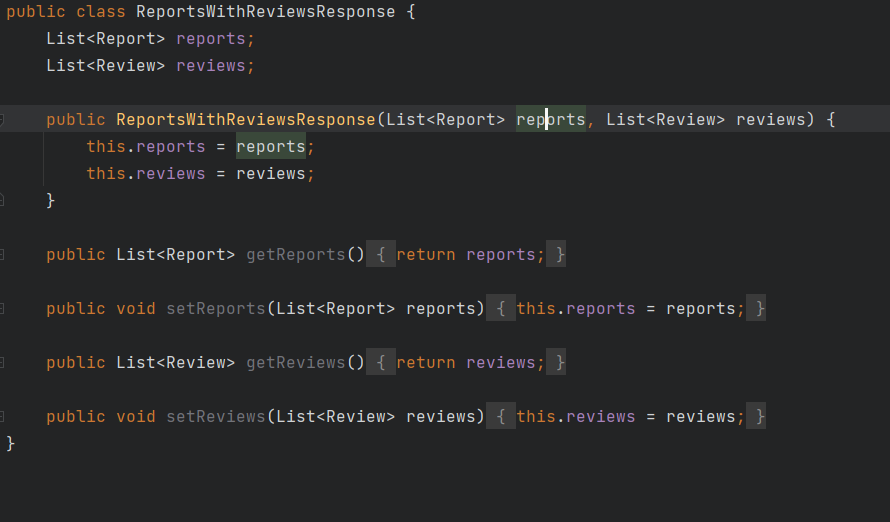 public class ReportsWithReviewsResponse {
    List<Report> reports;
    List<Review> reviews;

    public ReportsWithReviewsResponse(List<Report> reports, List<Review> reviews) {
        this.reports = reports;
        this.reviews = reviews;
    }

    public List<Report> getReports() { return reports; }

    public void setReports(List<Report> reports) { this.reports = reports; }

    public List<Review> getReviews() { return reviews; }

    public void setReviews(List<Review> reviews) { this.reviews = reviews; }
}